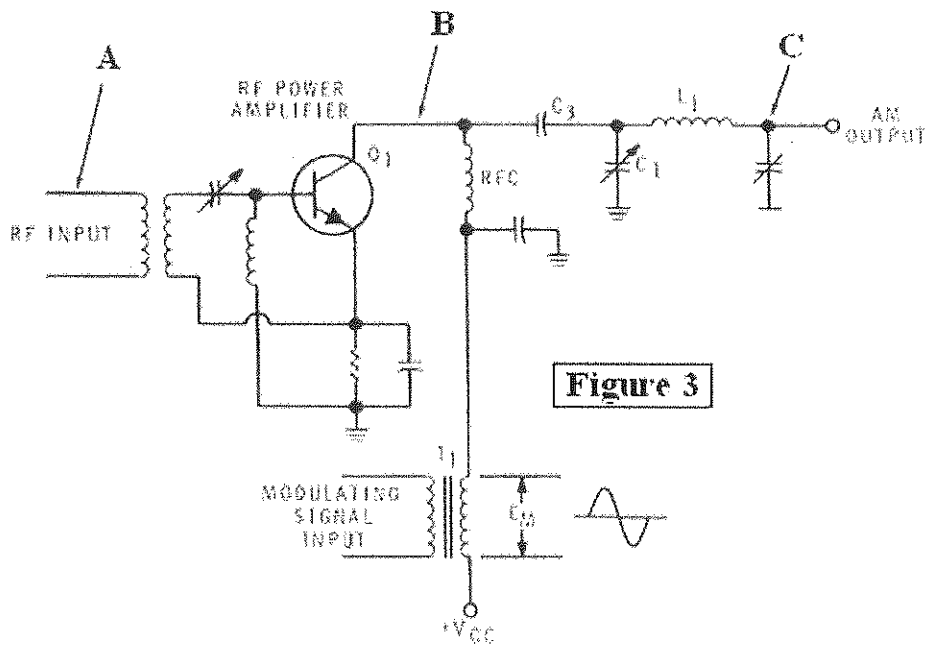 B
A
C
RF POWER
AMPLIFIER
C3
L1
AM
OUTPUT
Q1
C1
RFC
RF INPUT
Figure 3
T1
MODULATING
SIGNAL
INPUT
Em
+VCC